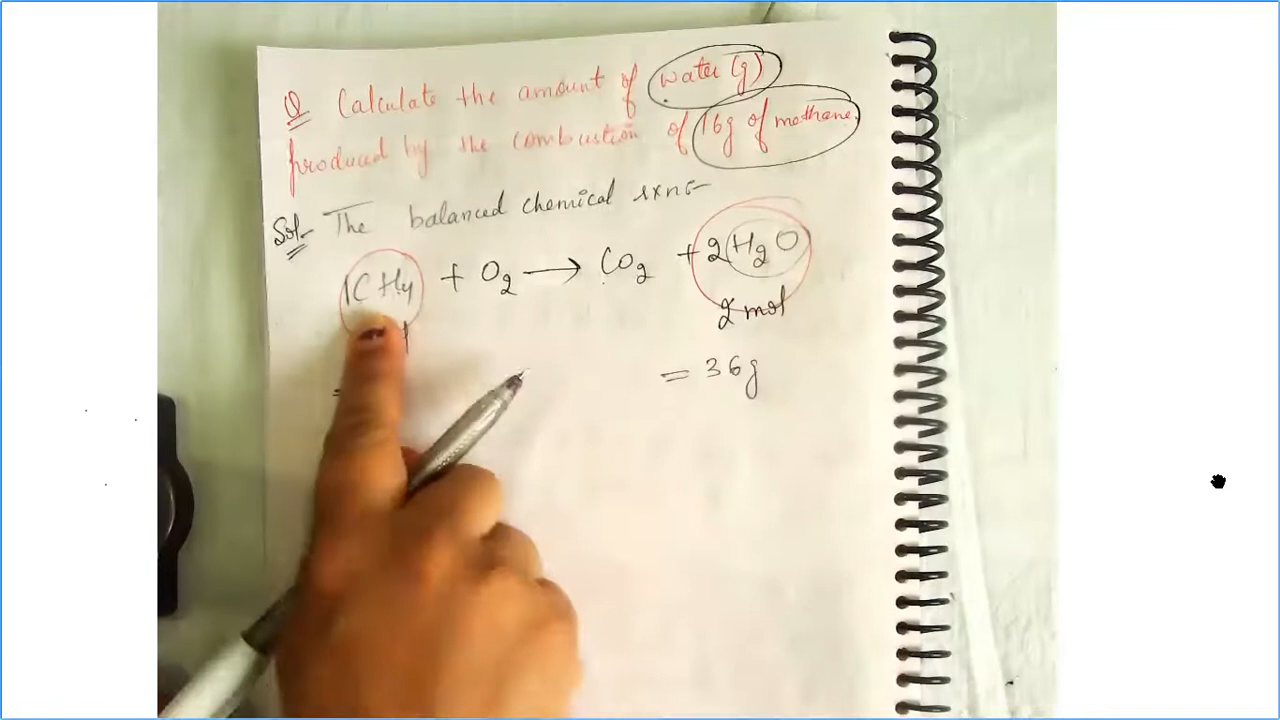 Q Calculate the amount of water (g)
produced by the combustion of 16g of methane.
Sol:- The balanced chemical rxn:-
1CH4 + O2 → CO2 + 2H2O
2 mol
= 36g